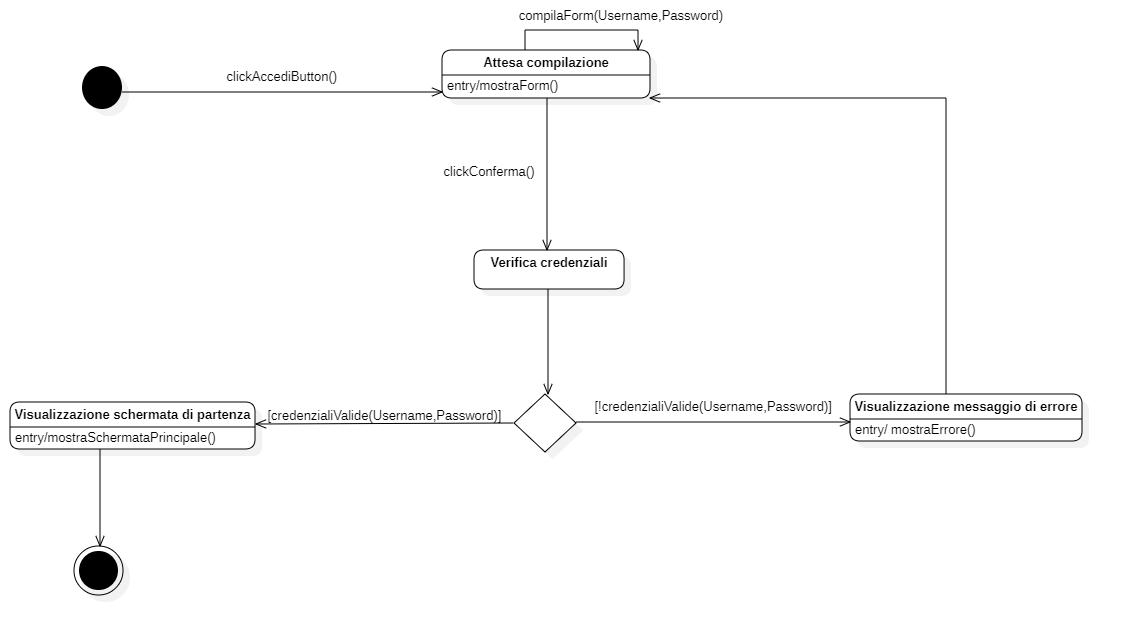 compilaForm(Username,Password)
Attesa compilazione
clickAccediButton()
entry/mostraForm()
clickConferma()
Verifica credenziali
Visualizzazione schermata di partenza
[credenzialiValide(Username,Password)]
[!credenzialiValide(Username,Password)]
Visualizzazione messaggio di errore
entry/mostraSchermataPrincipale()
entry/ mostraErrore()